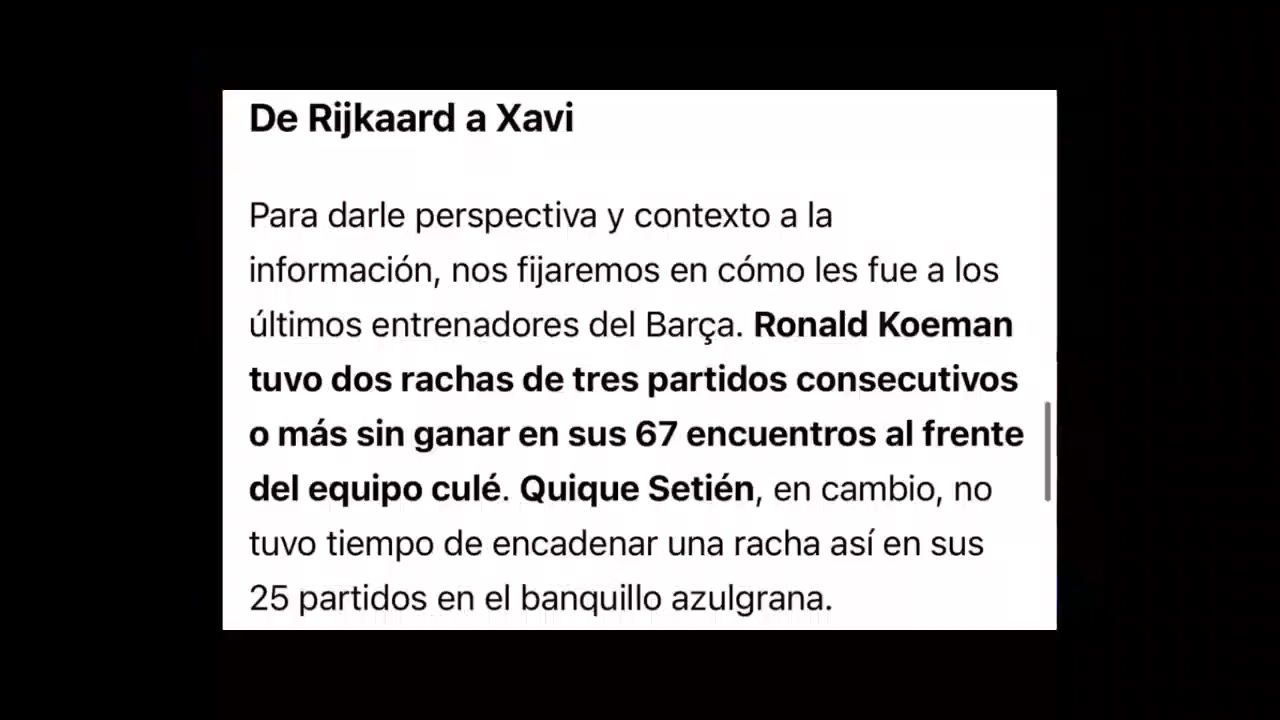 De Rijkaard a Xavi
Para darle perspectiva y contexto a la
información, nos fijaremos en cómo les fue a los
últimos entrenadores del Barça. Ronald Koeman
tuvo dos rachas de tres partidos consecutivos
o más sin ganar en sus 67 encuentros al frente
del equipo culé. Quique Setién, en cambio, no
tuvo tiempo de encadenar una racha así en sus
25 partidos en el banquillo azulgrana.